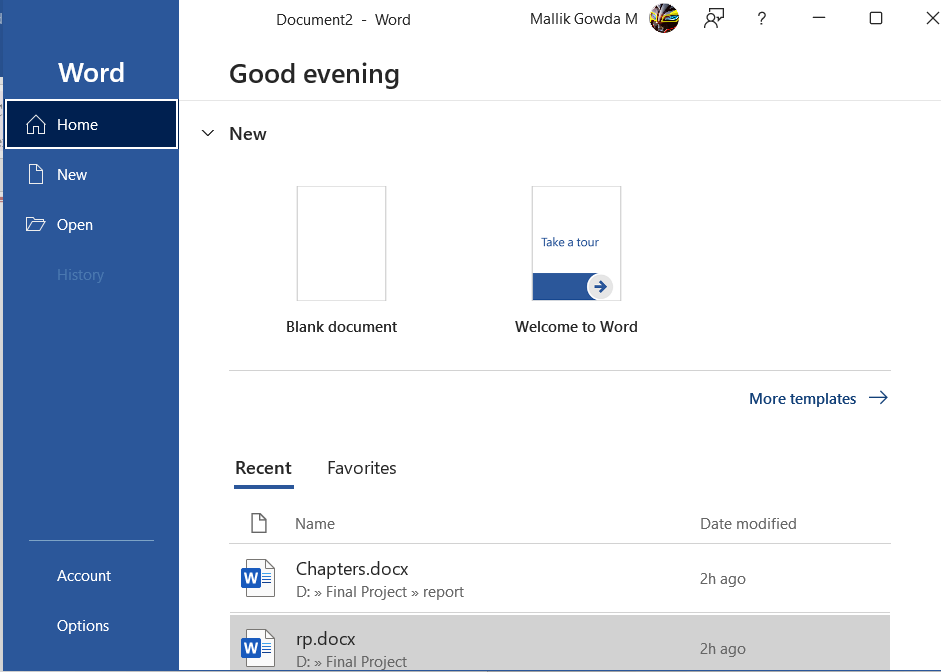 Document2 - Word
Mallik Gowda M
?
Word
Home
New
Open
History
Account
Options
Good evening
New
Take a tour
Blank document
Welcome to Word
More templates
Recent
Favorites
Name
Date modified
W
Chapters.docx
D: » Final Project » report
2h ago
W
rp.docx
D: » Final Project
2h ago